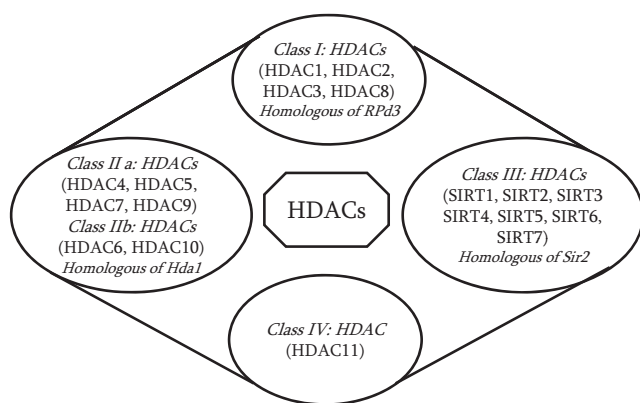 Class I: HDACs
(HDAC1, HDAC2,
HDAC3, HDAC8)
Homologous of RPd3
Class II a: HDACs
(HDAC4, HDAC5,
HDAC7, HDAC9)
Class IIb: HDACs
(HDAC6, HDAC10)
Homologous of Hda1
HDACs
Class III: HDACs
(SIRT1, SIRT2, SIRT3
SIRT4, SIRT5, SIRT6,
SIRT7)
Homologous of Sir2
Class IV: HDAC
(HDAC11)